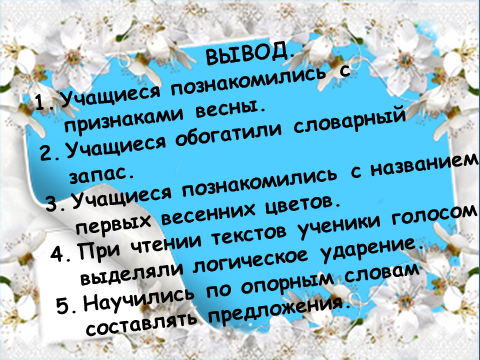 ВЫВОД.
1. Учащиеся познакомились с
признаками весны.
2. Учащиеся обогатили словарный
запас.
3. Учащиеся познакомились с названием
первых весенних цветов.
4. При чтении текстов ученики голосом
выделяли логическое ударение.
5. Научились по опорным словам
составлять предложения.